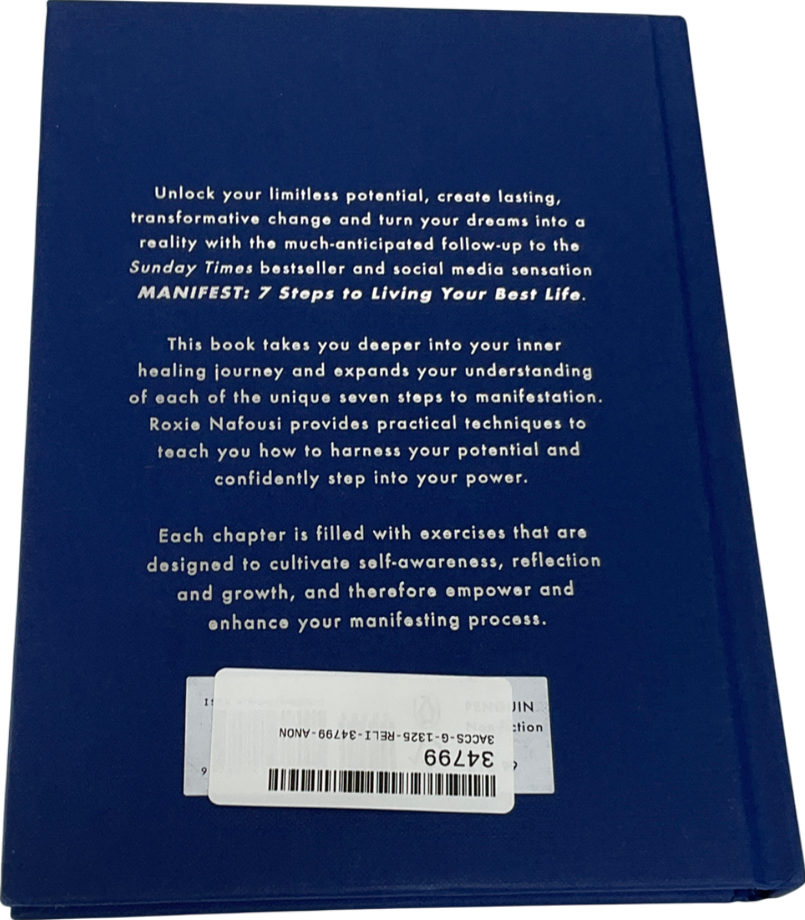 Unlock your limitless potential, create lasting,
transformative change and turn your dreams into a
reality with the much-anticipated follow-up to the
Sunday Times bestseller and social media sensation
MANIFEST: 7 Steps to Living Your Best Life.
This book takes you deeper into your inner
healing journey and expands your understanding
of each of the unique seven steps to manifestation.
Roxie Nafousi provides practical techniques to
teach you how to harness your potential and
confidently step into your power.
Each chapter is filled with exercises that are
designed to cultivate self-awareness, reflection
and growth, and therefore empower and
enhance your manifesting process.
3ACCS-G-1325-RELI-34799-ANON
34799